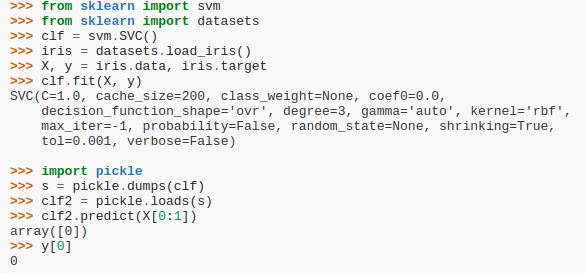 >>> from sklearn import svm
>>> from sklearn import datasets
>>> clf = svm.SVC()
>>> iris = datasets.load_iris()
>>> X, y = iris.data, iris.target
>>> clf.fit(X, y)
SVC(C=1.0, cache_size=200, class_weight=None, coef0=0.0,
    decision_function_shape='ovr', degree=3, gamma='auto', kernel='rbf',
    max_iter=-1, probability=False, random_state=None, shrinking=True,
    tol=0.001, verbose=False)

>>> import pickle
>>> s = pickle.dumps(clf)
>>> clf2 = pickle.loads(s)
>>> clf2.predict(X[0:1])
array([0])
>>> y[0]
0